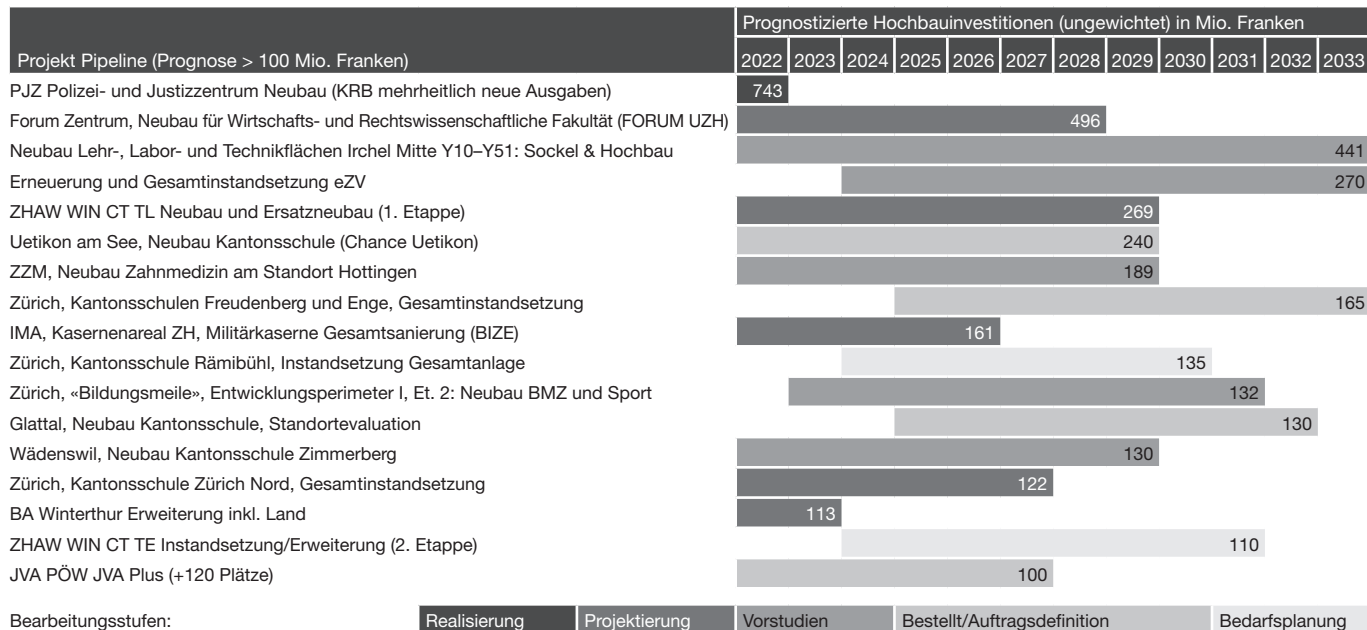 Prognostizierte Hochbauinvestitionen (ungewichtet) in Mio. Franken
Projekt Pipeline (Prognose > 100 Mio. Franken) 2022 2023 2024 2025 2026 2027 2028 2029 2030 2031 2032 2033
PJZ Polizei- und Justizzentrum Neubau (KRB mehrheitlich neue Ausgaben) 743
Forum Zentrum, Neubau für Wirtschafts- und Rechtswissenschaftliche Fakultät (FORUM UZH) 496
Neubau Lehr-, Labor- und Technikflächen Irchel Mitte Y10–Y51: Sockel & Hochbau 441
Erneuerung und Gesamtinstandsetzung eZV 270
ZHAW WIN CT TL Neubau und Ersatzneubau (1. Etappe) 269
Uetikon am See, Neubau Kantonsschule (Chance Uetikon) 240
ZZM, Neubau Zahnmedizin am Standort Hottingen 189
Zürich, Kantonsschulen Freudenberg und Enge, Gesamtinstandsetzung 165
IMA, Kasernenareal ZH, Militärkaserne Gesamtsanierung (BIZE) 161
Zürich, Kantonsschule Rämibühl, Instandsetzung Gesamtanlage 135
Zürich, «Bildungsmeile», Entwicklungsperimeter I, Et. 2: Neubau BMZ und Sport 132
Glattal, Neubau Kantonsschule, Standortevaluation 130
Wädenswil, Neubau Kantonsschule Zimmerberg 130
Zürich, Kantonsschule Zürich Nord, Gesamtinstandsetzung 122
BA Winterthur Erweiterung inkl. Land 113
ZHAW WIN CT TE Instandsetzung/Erweiterung (2. Etappe) 110
JVA PÖW JVA Plus (+120 Plätze) 100
Bearbeitungsstufen: Realisierung Projektierung Vorstudien Bestellt/Auftragsdefinition Bedarfsplanung